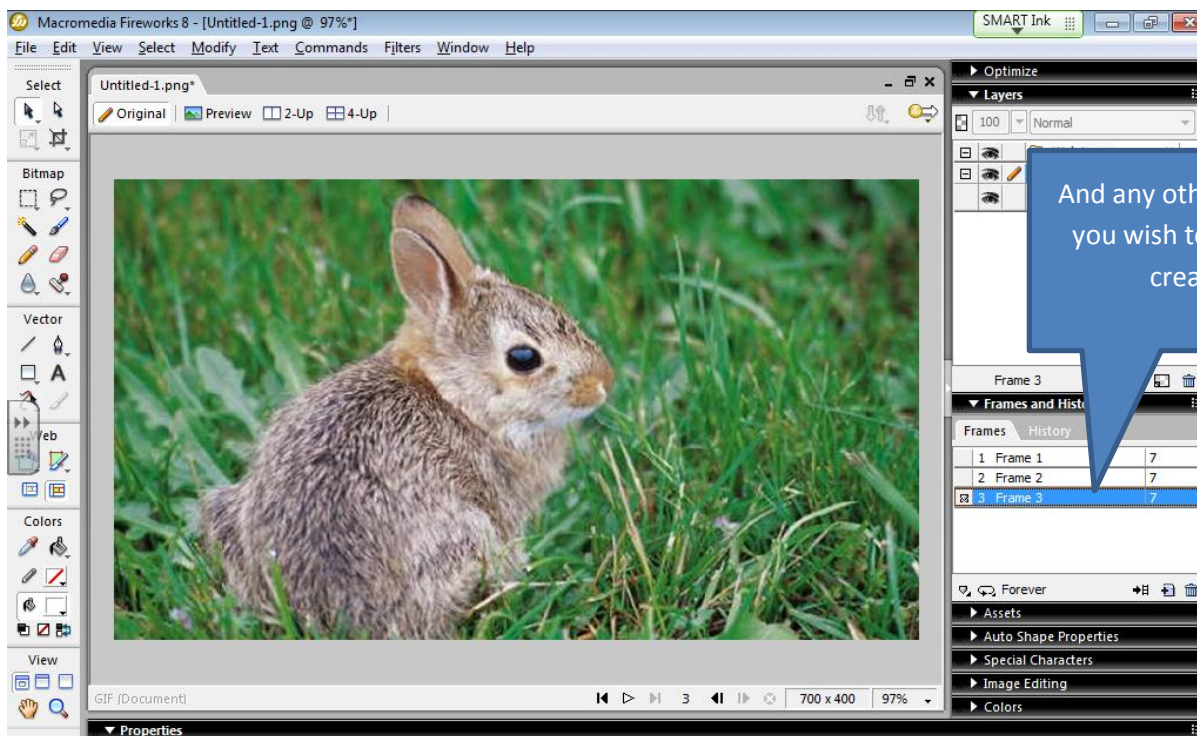 Macromedia Fireworks 8 - [Untitled-1.png @ 97%*]
SMART Ink
File Edit View Select Modify Text Commands Filters Window Help
Select
Bitmap
Vector
Web
Colors
View
Untitled-1.png*
Original Preview 2-Up 4-Up
GIF (Document)
3 700 x 400 97%
Properties
Optimize
Layers
100 Normal
And any oth
you wish to
crea
Frame 3
Frames and Histo
Frames History
1 Frame 1 7
2 Frame 2 7
3 Frame 3 7
Forever
Assets
Auto Shape Properties
Special Characters
Image Editing
Colors